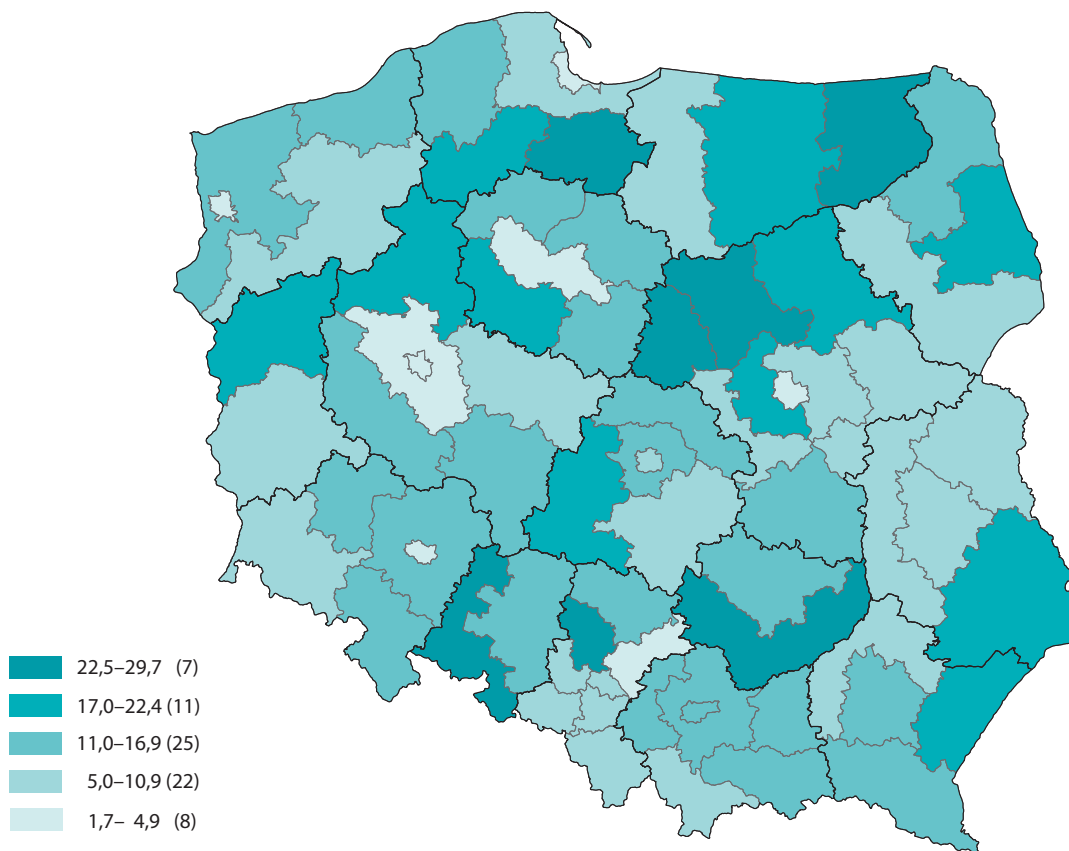 22,5–29,7 (7)
17,0–22,4 (11)
11,0–16,9 (25)
5,0–10,9 (22)
1,7– 4,9 (8)